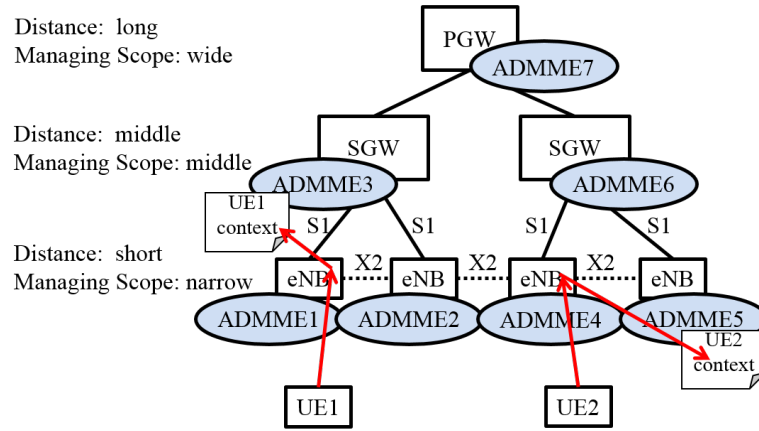 Distance: long
Managing Scope: wide
PGW
ADMME7
Distance: middle
Managing Scope: middle
SGW
SGW
ADMME3
ADMME6
UE1
context
S1
S1
S1
S1
Distance: short
Managing Scope: narrow
X2
X2
X2
eNB
eNB
eNB
eNB
ADMME1
ADMME2
ADMME4
ADMME5
UE2
context
UE1
UE2